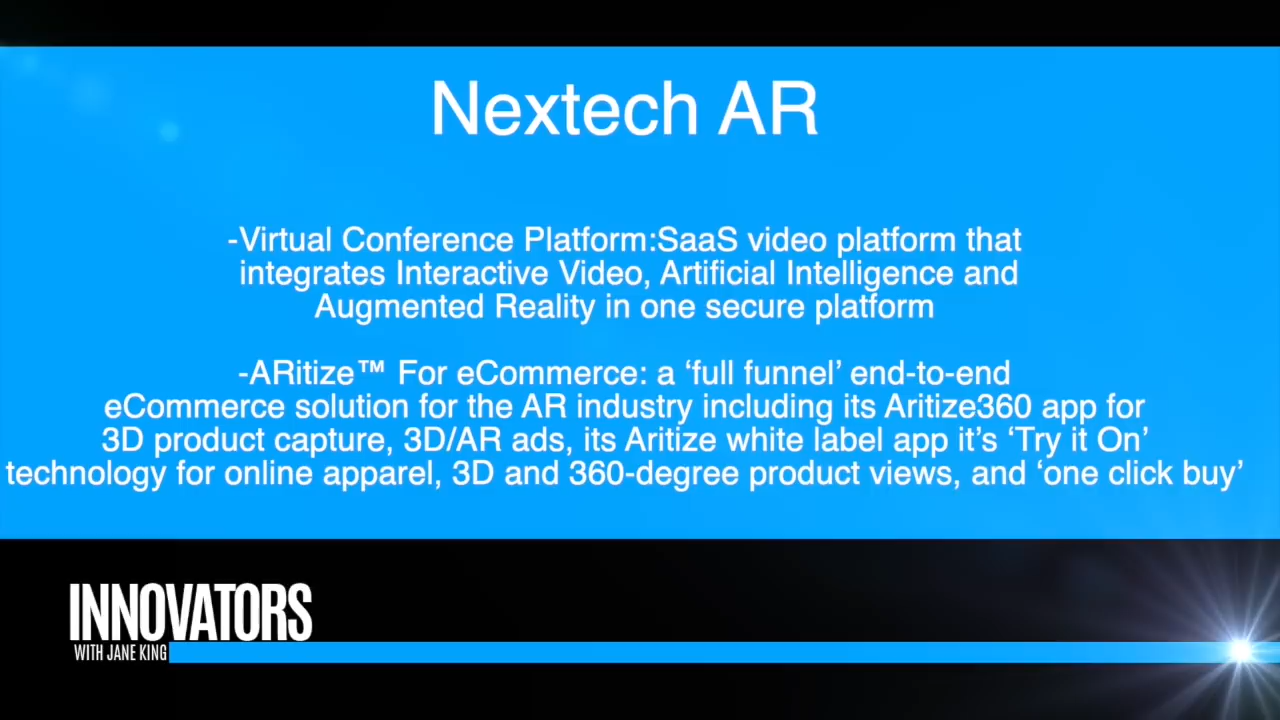 Nextech AR
-Virtual Conference Platform:SaaS video platform that
integrates Interactive Video, Artificial Intelligence and
Augmented Reality in one secure platform
-ARitize™ For eCommerce: a ‘full funnel’ end-to-end
eCommerce solution for the AR industry including its Aritize360 app for
3D product capture, 3D/AR ads, its Aritize white label app it’s ‘Try it On’
technology for online apparel, 3D and 360-degree product views, and ‘one click buy’
INNOVATORS
WITH JANE KING